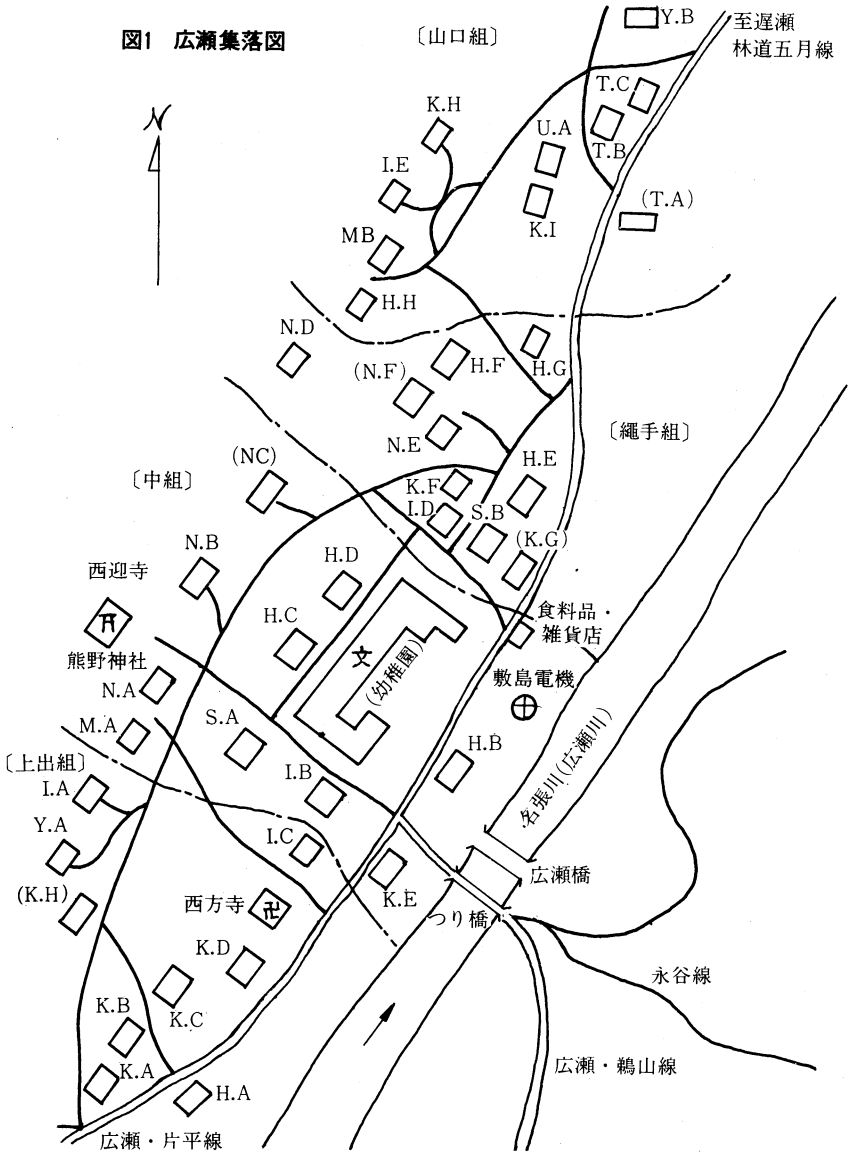 図1 広瀬集落図
〔山口組〕
Y.B
至遅瀬
林道五月線
N
K.H
T.C
U.A
T.B
I.E
(T.A)
K.I
MB
H.H
N.D
H.F
H.G
(N.F)
N.E
〔繩手組〕
(NC)
H.E
〔中組〕
K.F
I.D
S.B
(K.G)
N.B
H.D
西迎寺
食料品・
雑貨店
H.C
文
(幼稚園)
熊野神社
N.A
敷島電機
M.A
S.A
H.B
名張川(広瀬川)
〔上出組〕
I.A
I.B
Y.A
I.C
広瀬橋
(K.H)
西方寺
卍
K.E
つり橋
K.D
永谷線
K.B
K.C
K.A
H.A
広瀬・鵜山線
広瀬・片平線